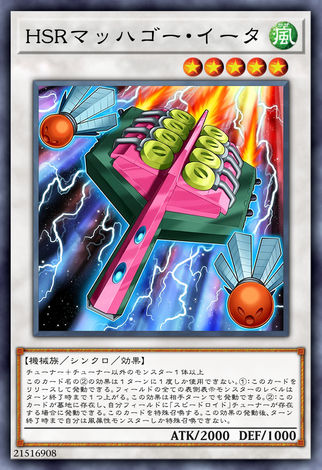 HSRマッハゴー・イータ
風
【機械族／シンクロ／効果】
チューナー＋チューナー以外のモンスター１体以上
このカード名の②の効果は１ターンに１度しか使用できない。①：このカードを
リリースして発動できる。フィールドの全ての表側表示モンスターのレベルは
ターン終了時まで１つ上がる。この効果は相手ターンでも発動できる。②：この
カードが墓地に存在し、自分フィールドに「スピードロイド」チューナーが存在
する場合に発動できる。このカードを特殊召喚する。この効果の発動後、ターン
終了時まで自分は風属性モンスターしか特殊召喚できない。
ATK/2000 DEF/1000
21516908